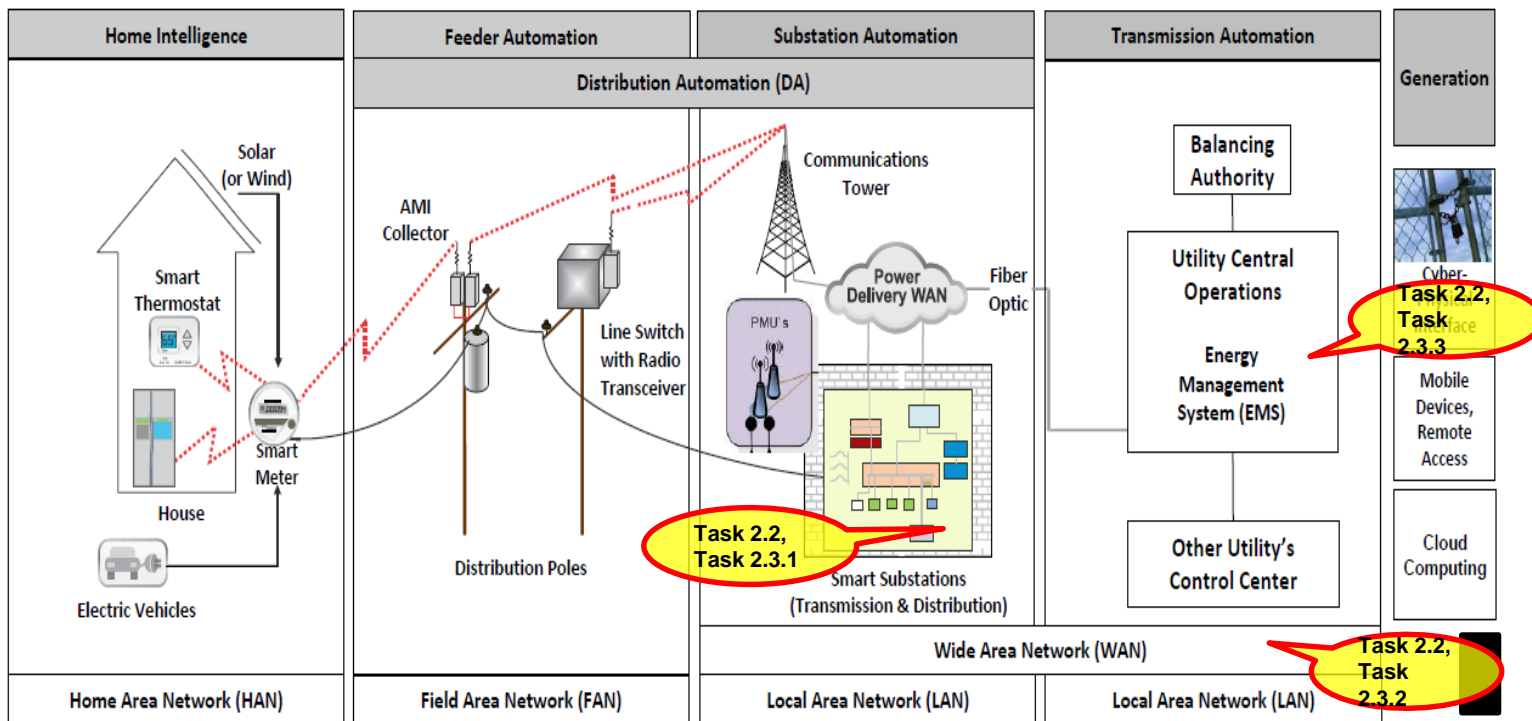 Home Intelligence
Feeder Automation
Substation Automation
Transmission Automation
Generation
Distribution Automation (DA)
Solar
(or Wind)
Smart
Thermostat
65
Smart
Meter
House
Electric Vehicles
AMI
Collector
Line Switch
with Radio
Transceiver
Distribution Poles
Communications
Tower
Power
Delivery WAN
Fiber
Optic
PMU's
Task 2.2,
Task 2.3.1
Smart Substations
(Transmission & Distribution)
Balancing
Authority
Utility Central
Operations
Energy
Management
System (EMS)
Other Utility's
Control Center
Cyber-
Physical
Interface
Task 2.2,
Task
2.3.3
Mobile
Devices,
Remote
Access
Cloud
Computing
Wide Area Network (WAN)
Task 2.2,
Task
2.3.2
Home Area Network (HAN)
Field Area Network (FAN)
Local Area Network (LAN)
Local Area Network (LAN)